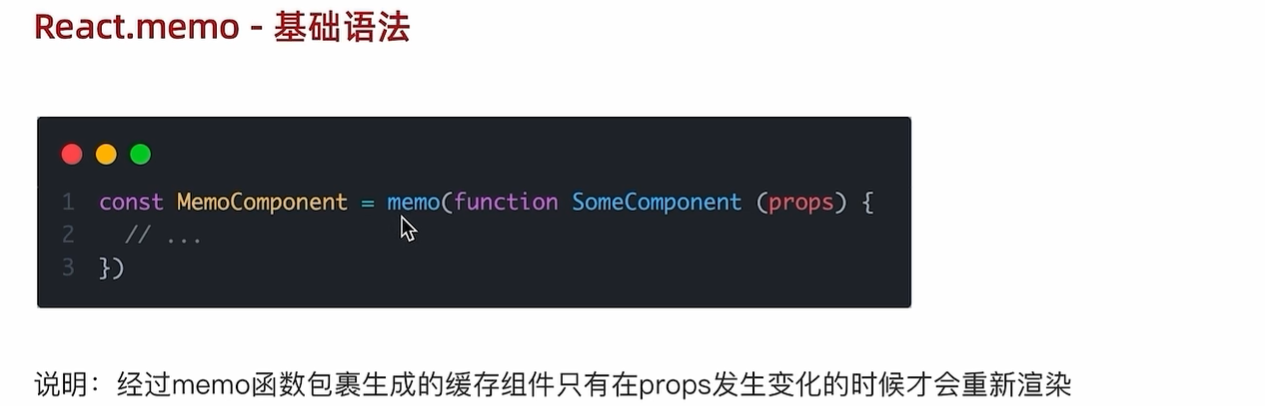 React.memo - 基础语法
1 const MemoComponent = memo(function SomeComponent (props) {
2   // ...
3 })
说明：经过memo函数包裹生成的缓存组件只有在props发生变化的时候才会重新渲染